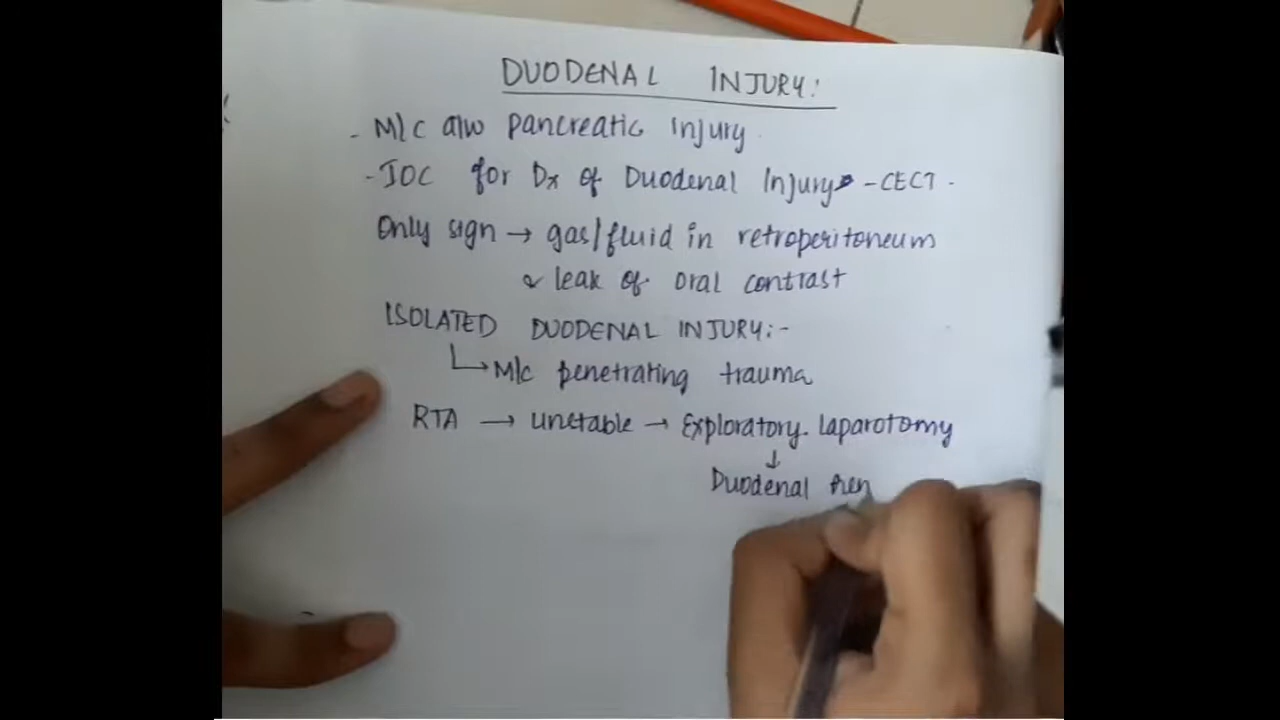 DUODENAL INJURY:
- M/c a/w pancreatic injury.
- IOC for Dx of Duodenal Injury - CECT.
Only sign → gas/fluid in retroperitoneum
& leak of oral contrast
ISOLATED DUODENAL INJURY:-
↳ M/c penetrating trauma
RTA → unstable → Exploratory. laparotomy
↓
Duodenal